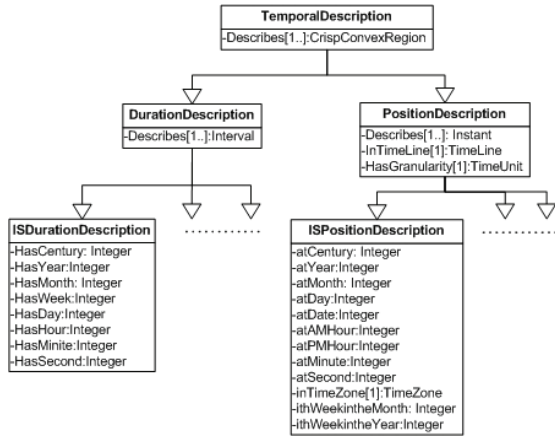 TemporalDescription
-Describes[1..]:CrispConvexRegion
DurationDescription
-Describes[1..]:Interval
PositionDescription
-Describes[1..]: Instant
-InTimeLine[1]:TimeLine
-HasGranularity[1]:TimeUnit
ISDurationDescription
-HasCentury: Integer
-HasYear:Integer
-HasMonth: Integer
-HasWeek:Integer
-HasDay:Integer
-HasHour:Integer
-HasMinite:Integer
-HasSecond:Integer
ISPositionDescription
-atCentury: Integer
-atYear:Integer
-atMonth: Integer
-atDay:Integer
-atDate:Integer
-atAMHour:Integer
-atPMHour:Integer
-atMinute:Integer
-atSecond:Integer
-inTimeZone[1]:TimeZone
-ithWeekintheMonth: Integer
-ithWeekintheYear:Integer